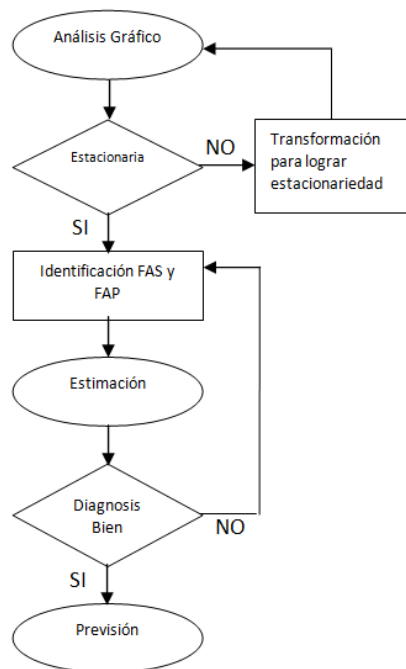 Análisis Gráfico
Estacionaria
NO
Transformación
para lograr
estacionariedad
SI
Identificación FAS y
FAP
Estimación
Diagnosis
Bien
NO
SI
Previsión